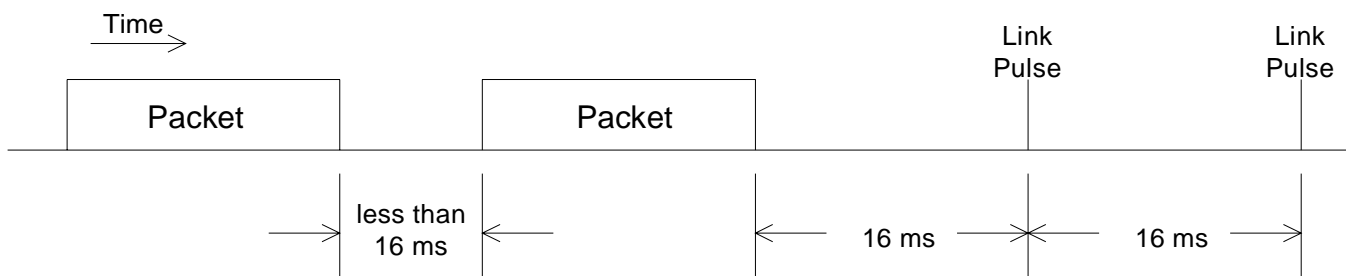 Time
Link
Pulse
Link
Pulse
Packet
Packet
less than
16 ms
16 ms
16 ms